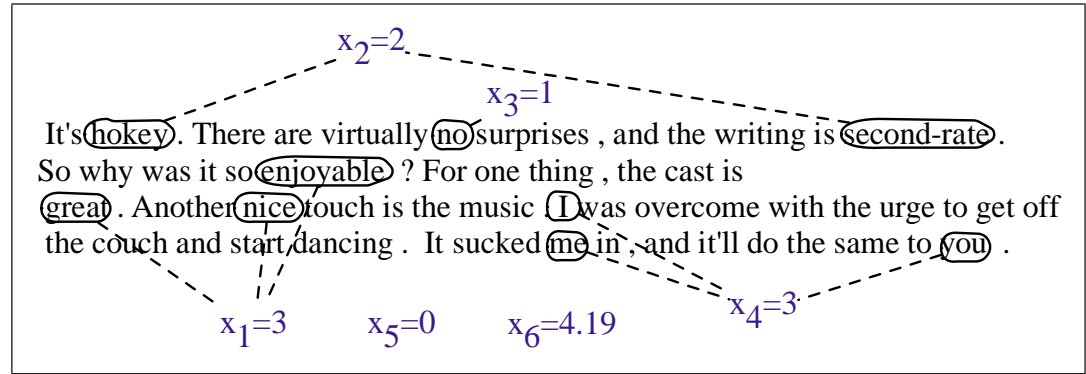 x2=2
x3=1
It's hokey . There are virtually no surprises , and the writing is second-rate .
So why was it so enjoyable ? For one thing , the cast is
great . Another nice touch is the music . I was overcome with the urge to get off
the couch and start dancing . It sucked me in , and it'll do the same to you .
x1=3 x5=0 x6=4.19 x4=3